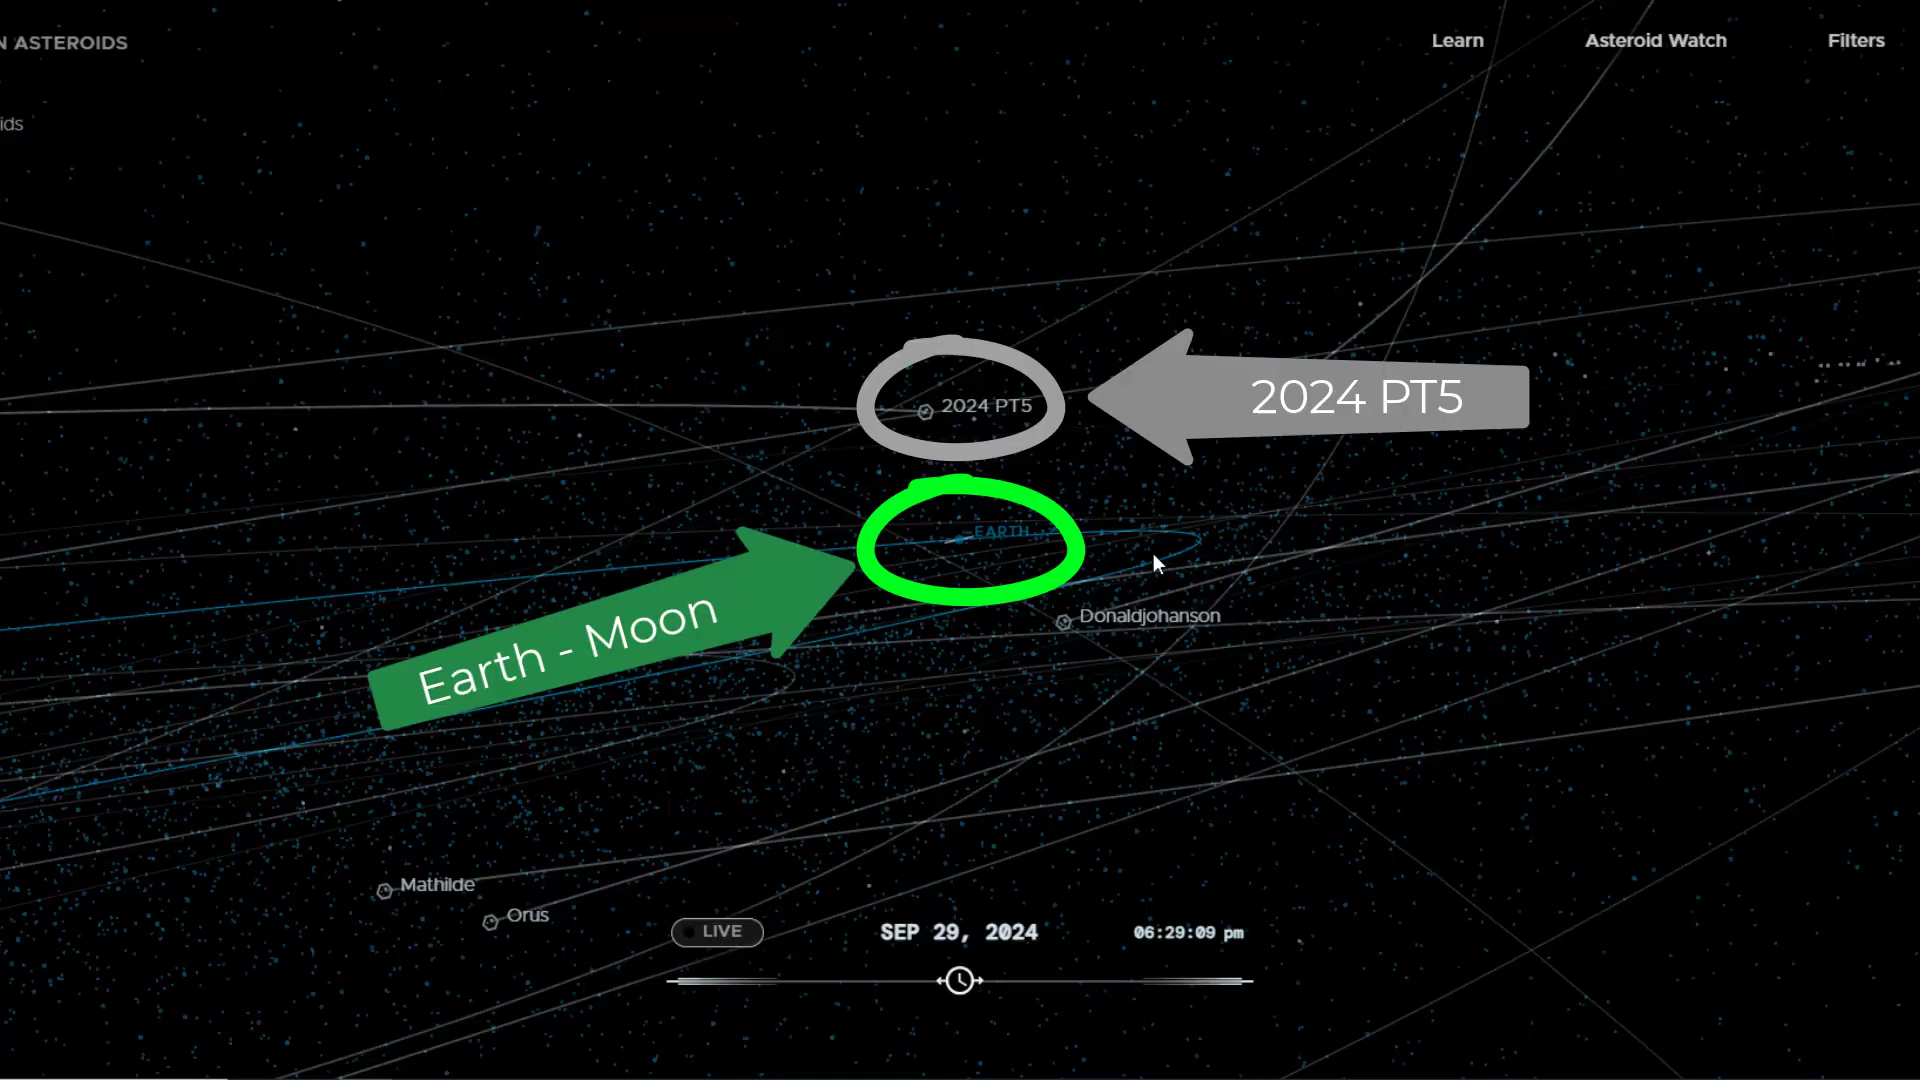 N ASTEROIDS
Learn
Asteroid Watch
Filters
ids
2024 PT5
2024 PT5
EARTH
Earth - Moon
Donaldjohanson
Mathilde
Orus
LIVE
SEP 29, 2024
06:29:09 pm